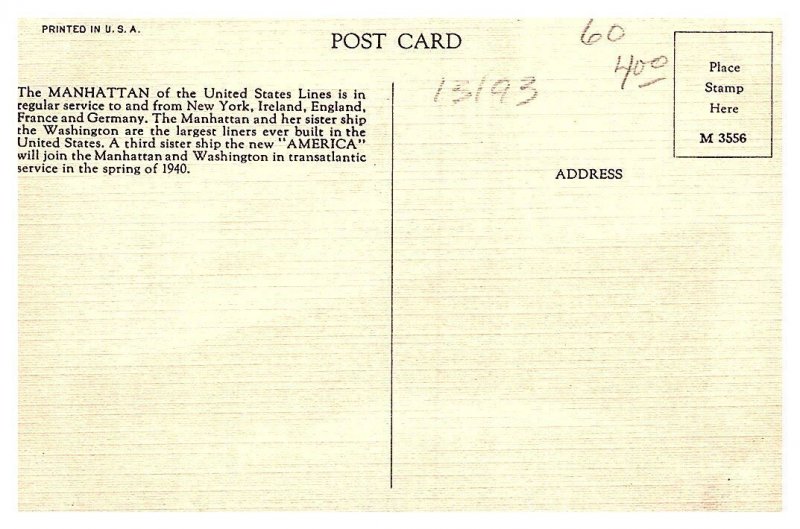 PRINTED IN U. S. A.
POST CARD
60
400
13193
Place
Stamp
Here
M 3556
The MANHATTAN of the United States Lines is in
regular service to and from New York, Ireland, England,
France and Germany. The Manhattan and her sister ship
the Washington are the largest liners ever built in the
United States. A third sister ship the new "AMERICA"
will join the Manhattan and Washington in transatlantic
service in the spring of 1940.
ADDRESS